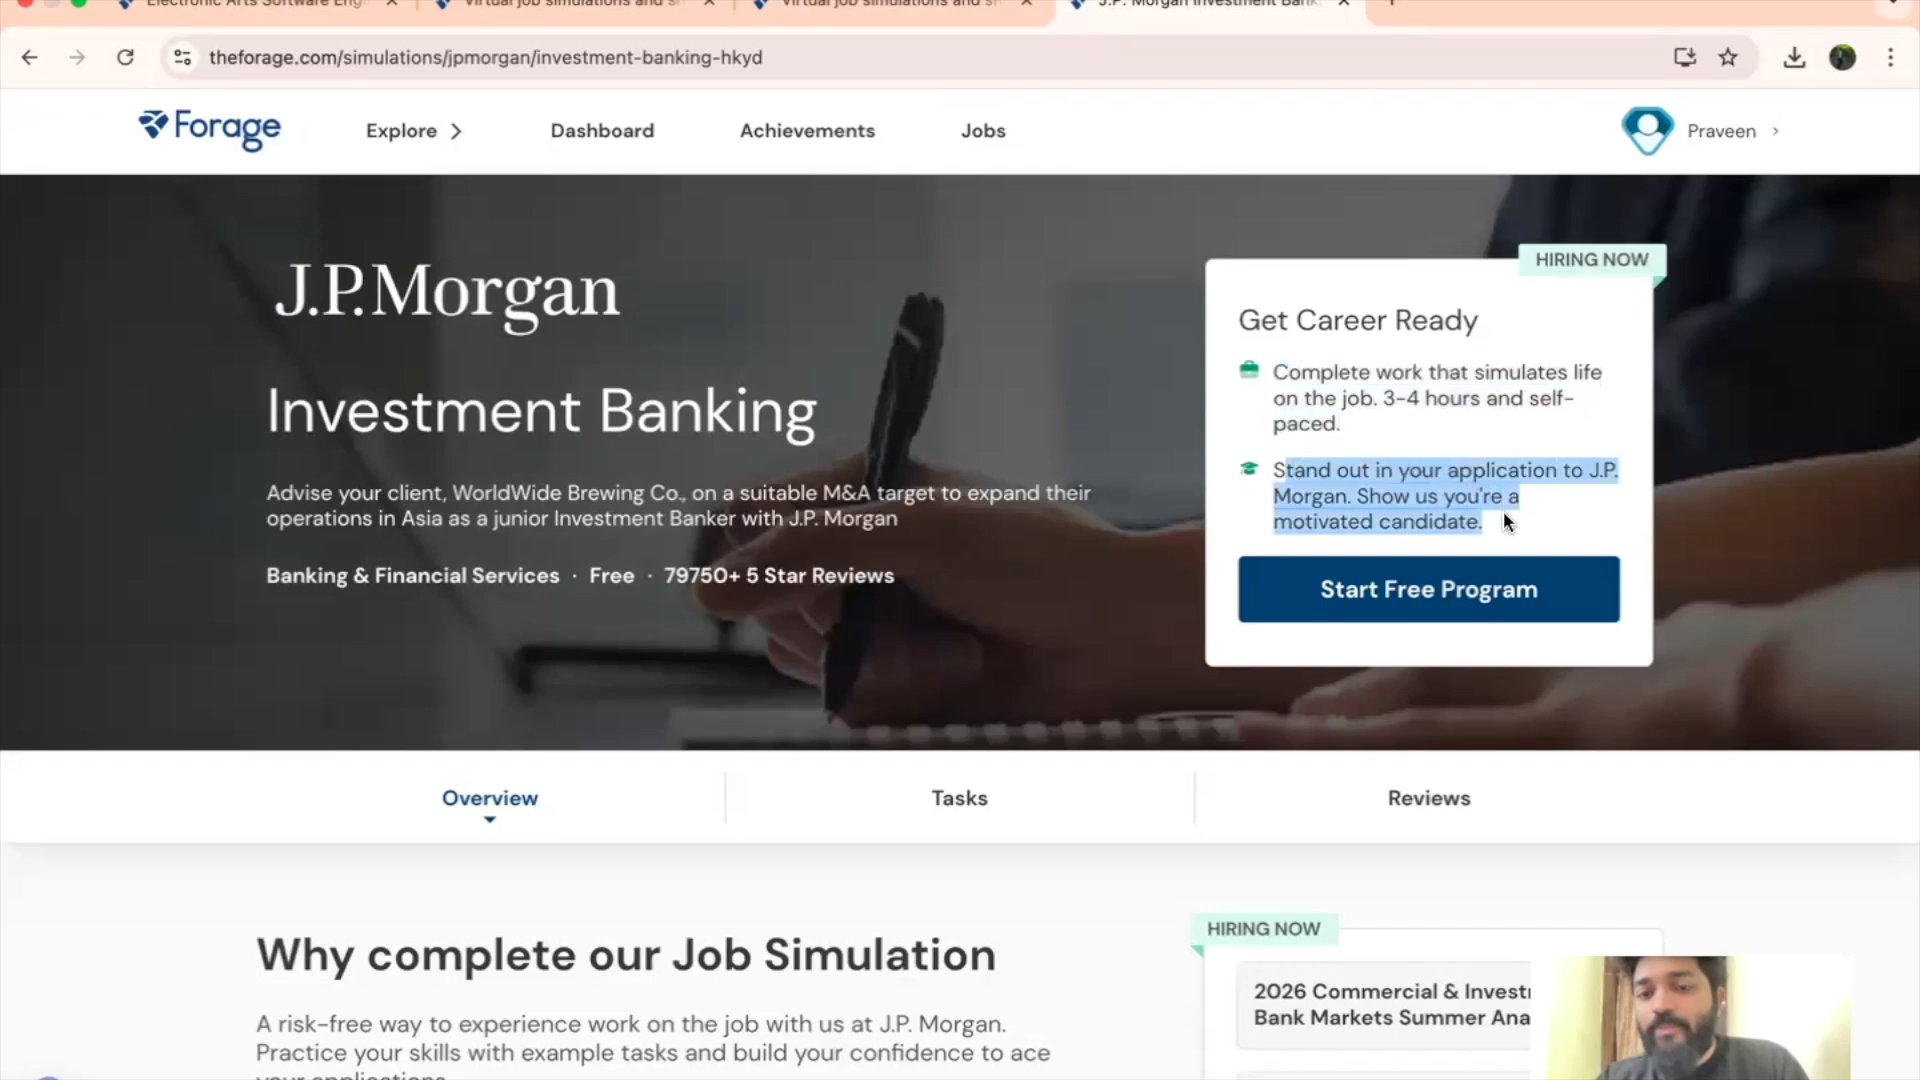 theforage.com/simulations/jpmorgan/investment-banking-hkyd
Forage
Explore
Dashboard
Achievements
Jobs
Praveen
J.P.Morgan
Investment Banking
Advise your client, WorldWide Brewing Co., on a suitable M&A target to expand their
operations in Asia as a junior Investment Banker with J.P. Morgan
Banking & Financial Services · Free · 79750+ 5 Star Reviews
HIRING NOW
Get Career Ready
Complete work that simulates life
on the job. 3-4 hours and self-
paced.
Stand out in your application to J.P.
Morgan. Show us you're a
motivated candidate.
Start Free Program
Overview
Tasks
Reviews
Why complete our Job Simulation
A risk-free way to experience work on the job with us at J.P. Morgan.
Practice your skills with example tasks and build your confidence to ace
HIRING NOW
2026 Commercial &
Bank Markets Summer